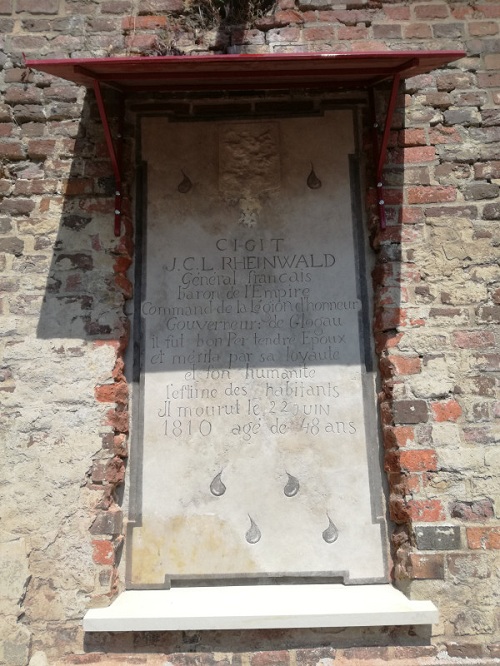 CI-GIT
J.C.L RHEINWALD
Général français
baron de l'Empire
Command de la Légion d'honneur
Gouverneur de Glogau
il fut bon Per tendre Epoux
et mérita par sa loyauté
et son humanité
l'estime des habitants
Il mourut le 22 JUIN
1810 agé de 48 ans